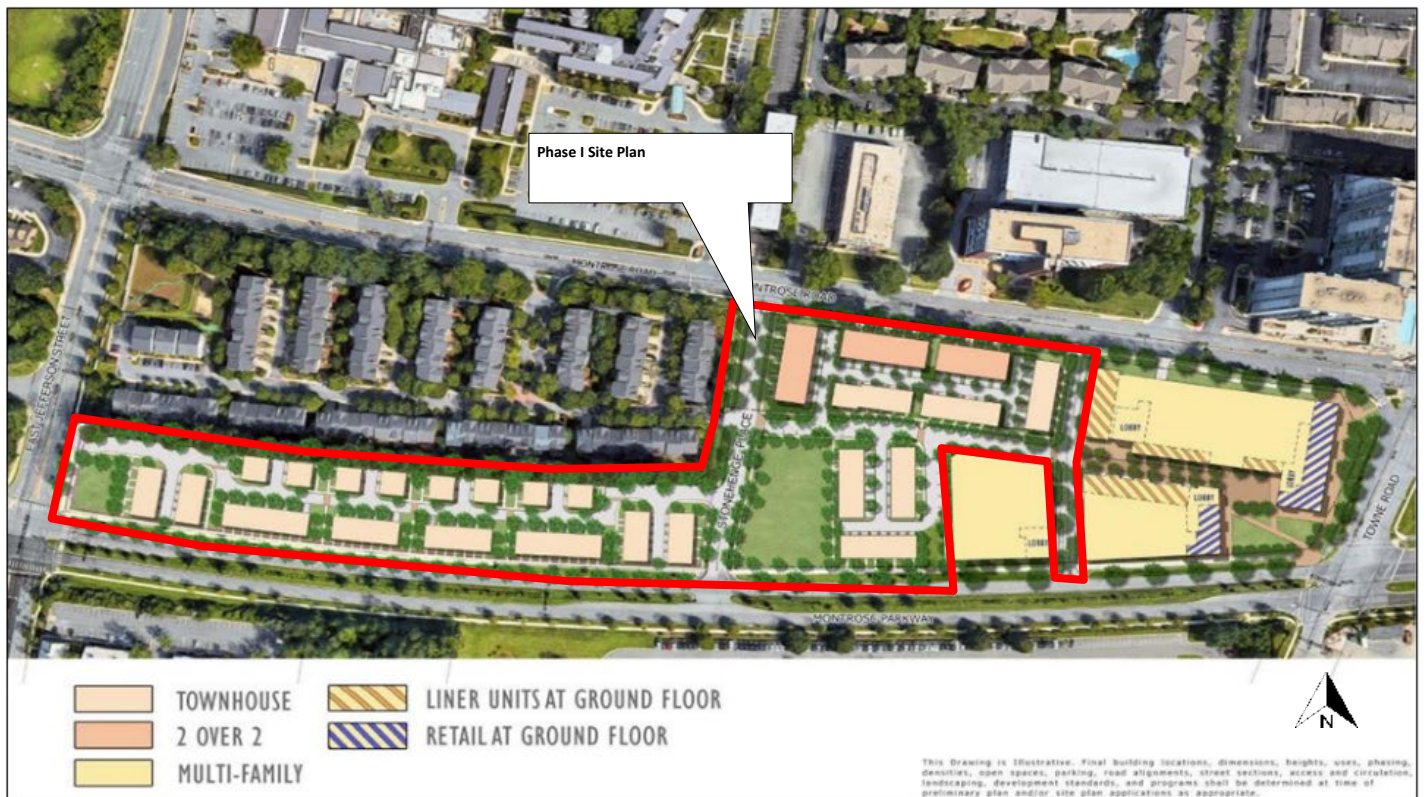 Phase I Site Plan
MONTROSE ROAD
NTROSE ROAD
EAST JEFFERSON STREET
STONEHENGE PLACE
LOBBY
LOBBY
LOBBY
TOWNE ROAD
MONTROSE PARKWAY
TOWNHOUSE
2 OVER 2
MULTI-FAMILY
LINER UNITS AT GROUND FLOOR
RETAIL AT GROUND FLOOR
N
This Drawing is Illustrative. Final building locations, dimensions, heights, uses, phasing,
densities, open spaces, parking, road alignments, street sections, access and circulation,
landscaping, development standards, and programs shall be determined at time of
preliminary plan and/or site plan applications as appropriate.